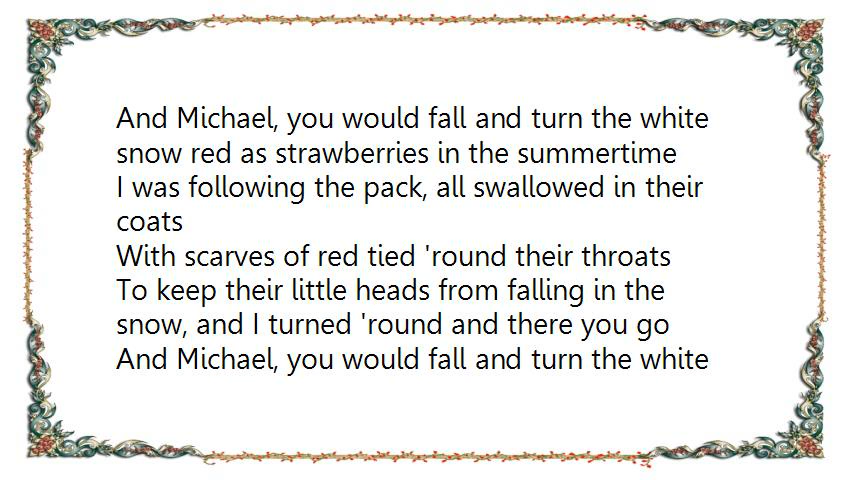 And Michael, you would fall and turn the white
snow red as strawberries in the summertime
I was following the pack, all swallowed in their
coats
With scarves of red tied 'round their throats
To keep their little heads from falling in the
snow, and I turned 'round and there you go
And Michael, you would fall and turn the white